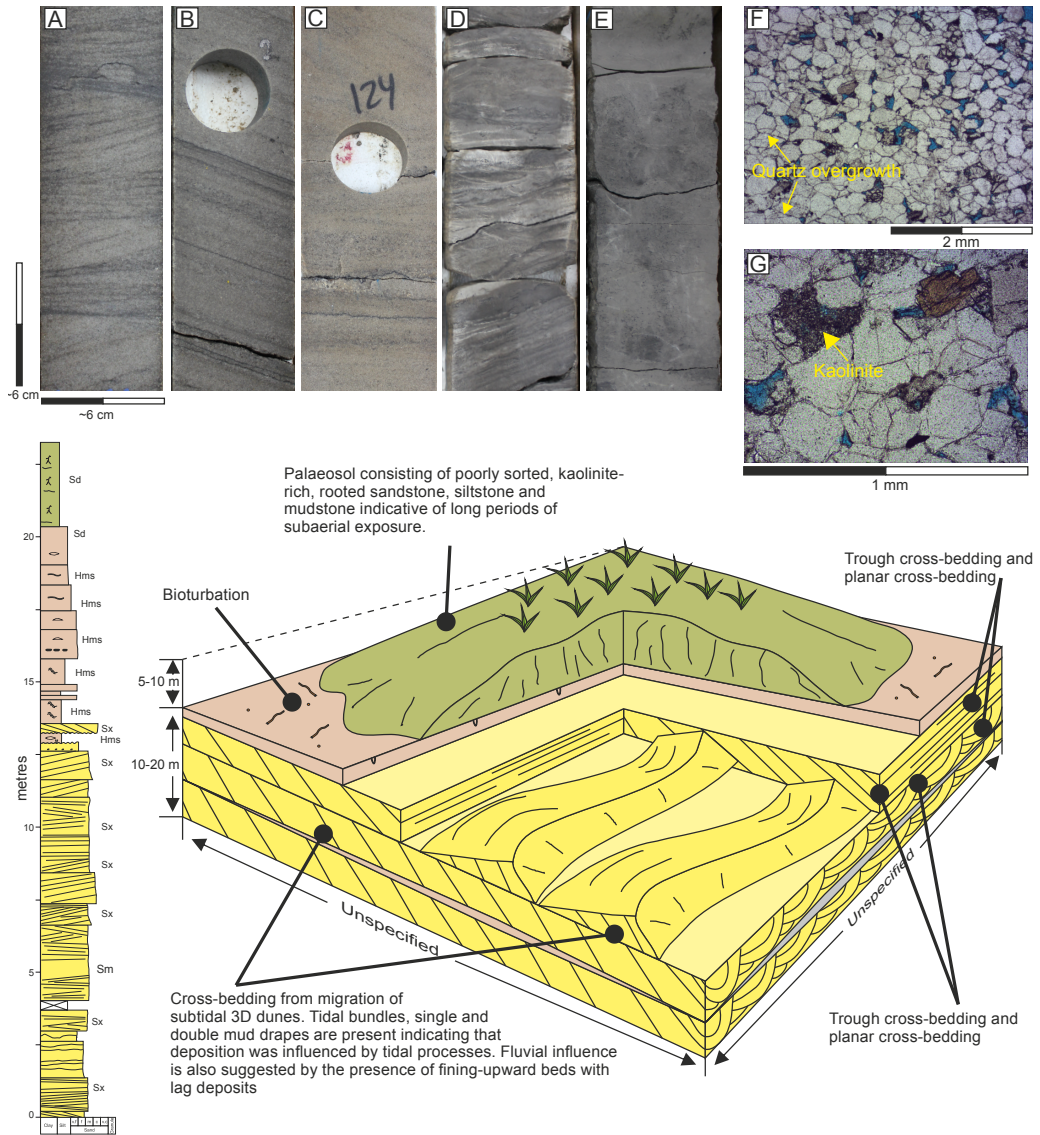 A
B
C
D
E
F
124
Quartz overgrowth
2 mm
G
Kaolinite
1 mm
~6 cm
~6 cm
Palaeosol consisting of poorly sorted, kaolinite-
rich, rooted sandstone, siltstone and
mudstone indicative of long periods of
subaerial exposure.
Trough cross-bedding and
planar cross-bedding
Bioturbation
5-10 m
10-20 m
Unspecified
Unspecified
Cross-bedding from migration of
subtidal 3D dunes. Tidal bundles, single and
double mud drapes are present indicating that
deposition was influenced by tidal processes. Fluvial influence
is also suggested by the presence of fining-upward beds with
lag deposits
Trough cross-bedding and
planar cross-bedding
metres
Sd
20
Sd
Hms
Hms
Hms
15
Hms
Hms
Sx
Hms
Sx
10
Sx
Sx
Sx
5
Sm
Sx
Sx
0
Clay
Silt
Sand